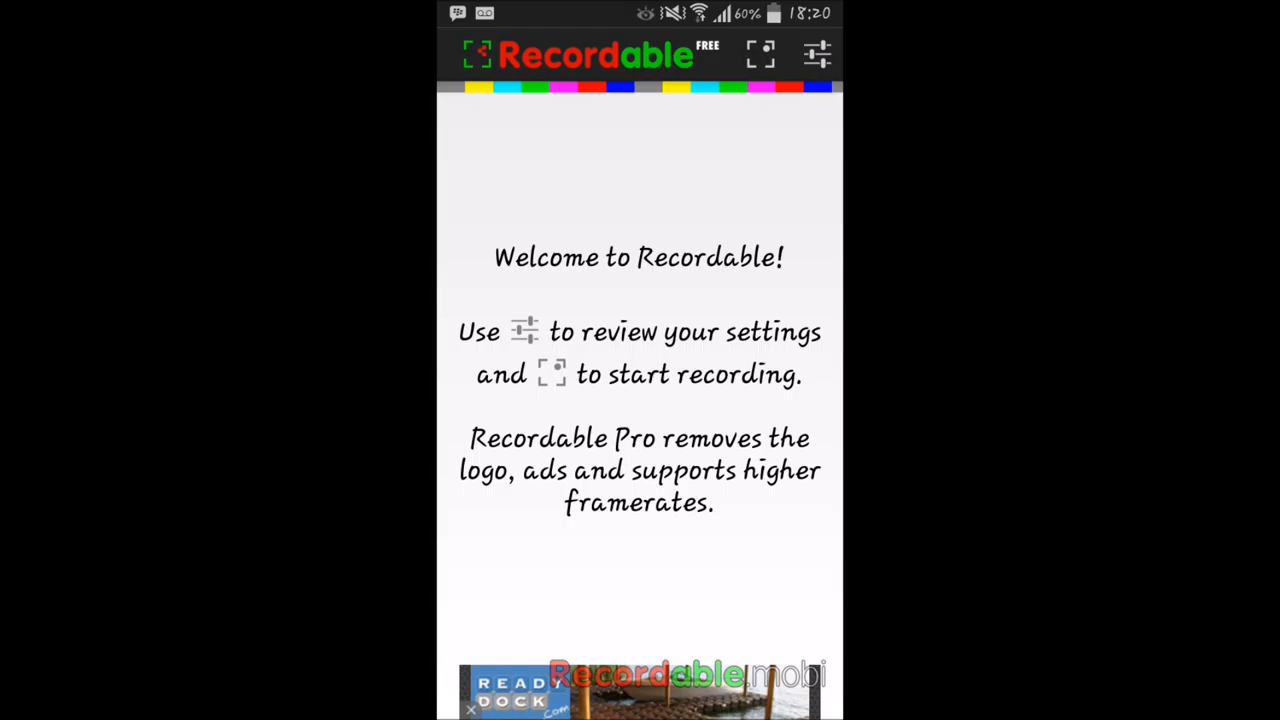 60% 18:20
Recordable FREE
Welcome to Recordable!
Use to review your settings
and to start recording.
Recordable Pro removes the
logo, ads and supports higher
framerates.
Recordable.mobi
READY
DOCK
.com